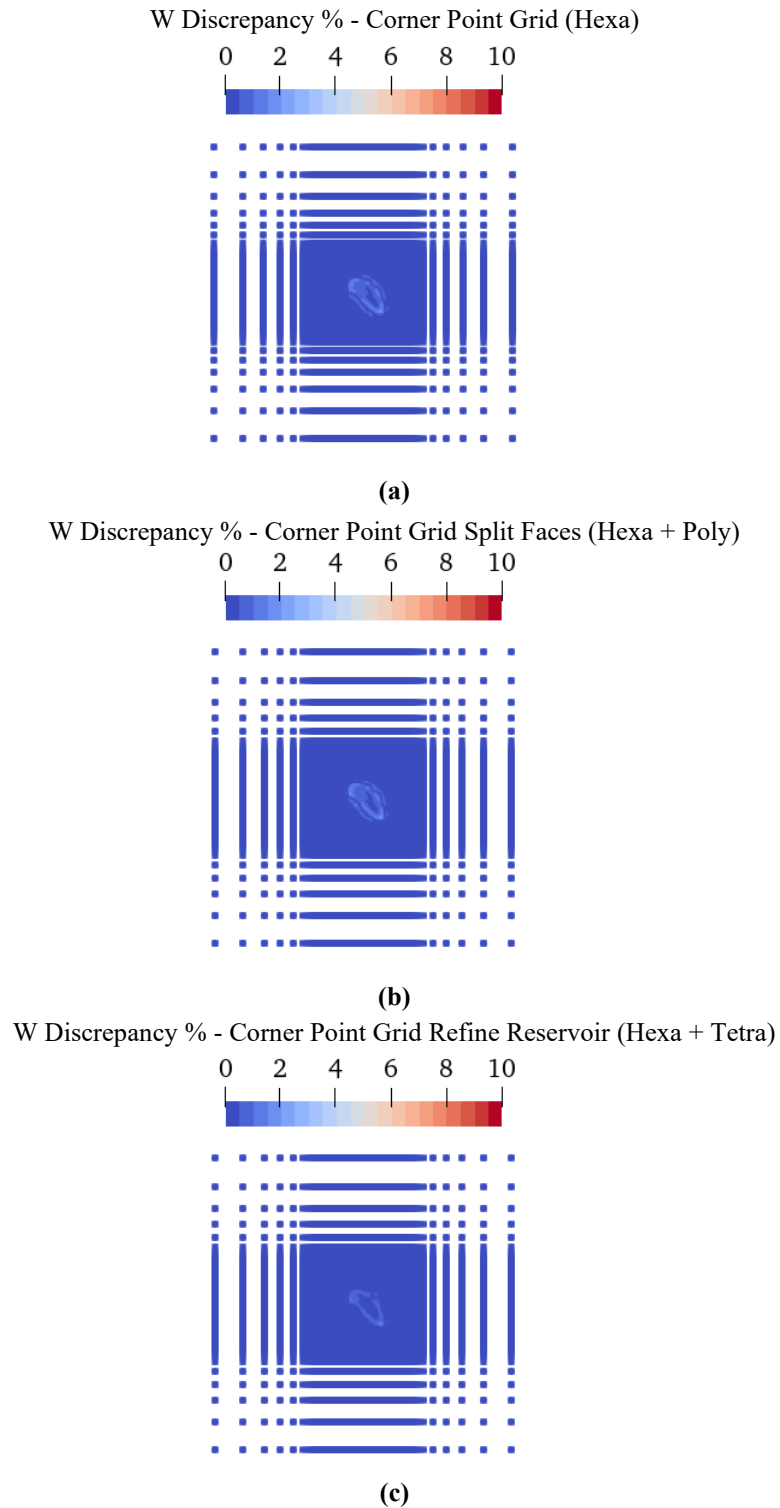 W Discrepancy % - Corner Point Grid (Hexa)
0 2 4 6 8 10
(a)
W Discrepancy % - Corner Point Grid Split Faces (Hexa + Poly)
0 2 4 6 8 10
(b)
W Discrepancy % - Corner Point Grid Refine Reservoir (Hexa + Tetra)
0 2 4 6 8 10
(c)